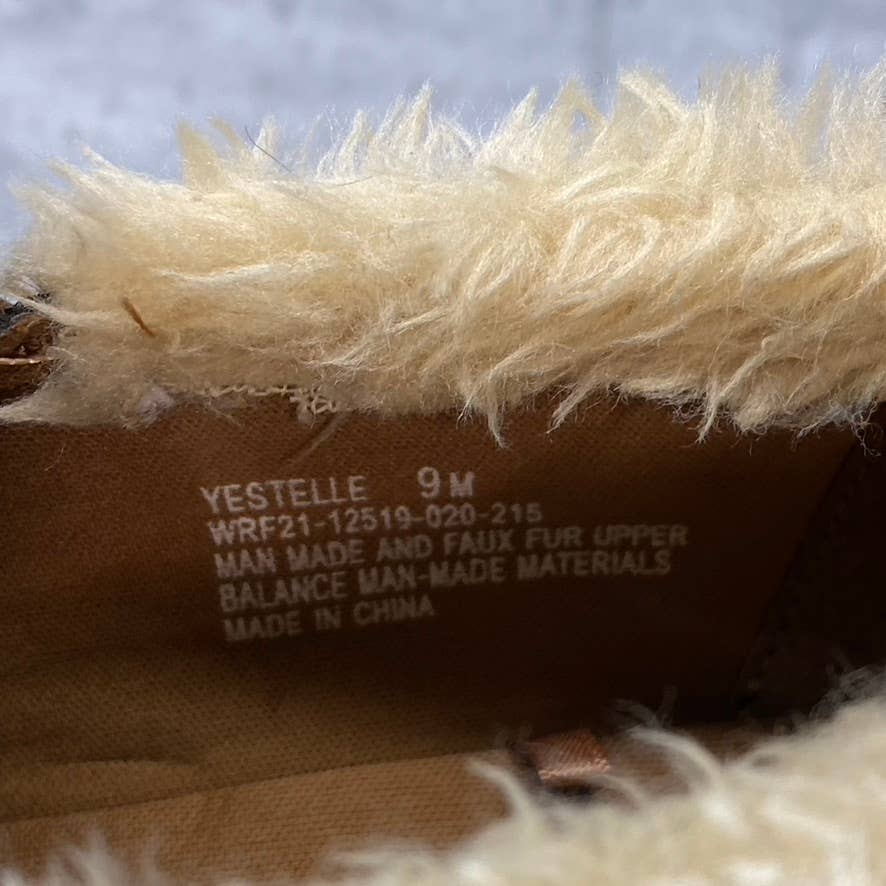 YESTELLE 9 M
WRF21-12519-020-215
MAN MADE AND FAUX FUR UPPER
BALANCE MAN-MADE MATERIALS
MADE IN CHINA